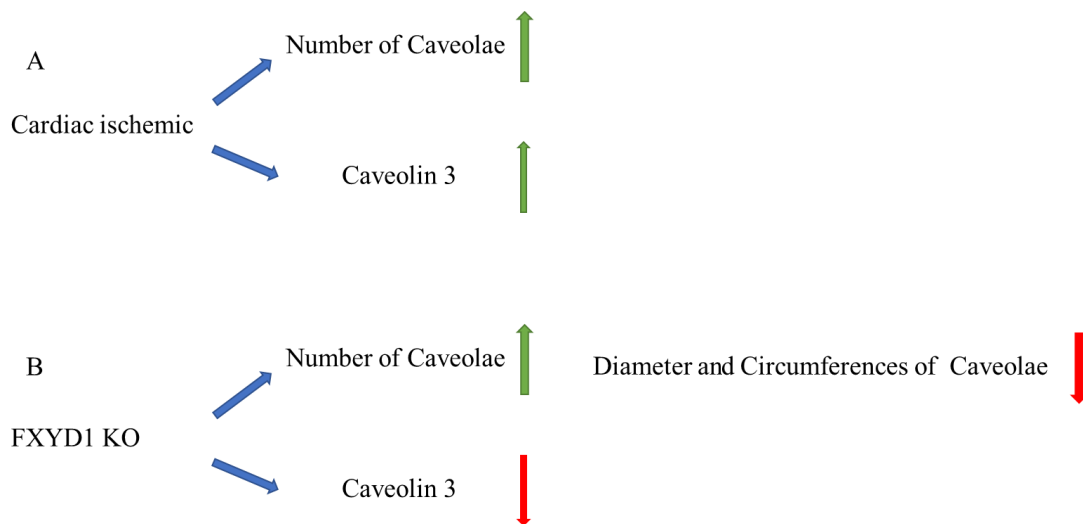 Number of Caveolae
A
Cardiac ischemic
Caveolin 3
Number of Caveolae
Diameter and Circumferences of Caveolae
B
FXYD1 KO
Caveolin 3